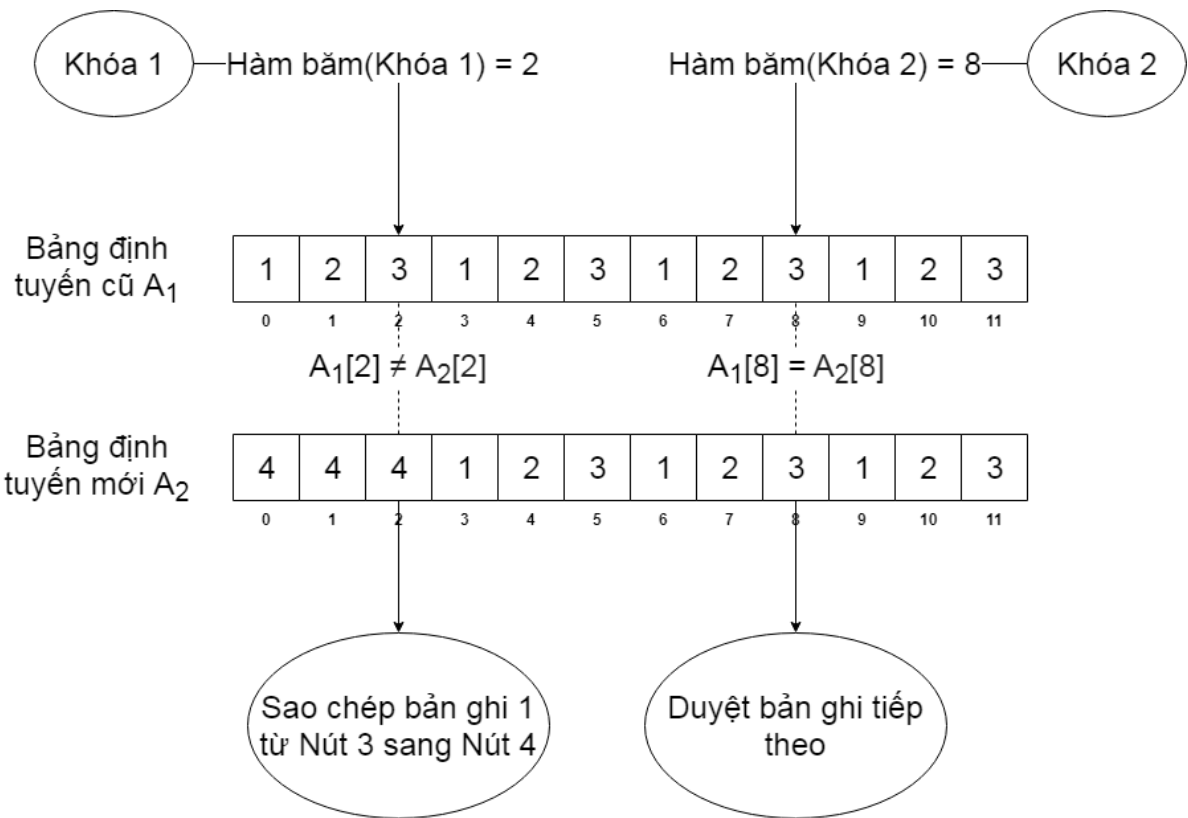 Khóa 1
Hàm băm(Khóa 1) = 2
Hàm băm(Khóa 2) = 8
Khóa 2
Bảng định
tuyến cũ A1
1 2 3 1 2 3 1 2 3 1 2 3
0 1 2 3 4 5 6 7 8 9 10 11
A1[2] ≠ A2[2]
A1[8] = A2[8]
Bảng định
tuyến mới A2
4 4 4 1 2 3 1 2 3 1 2 3
0 1 2 3 4 5 6 7 8 9 10 11
Sao chép bản ghi 1
từ Nút 3 sang Nút 4
Duyệt bản ghi tiếp
theo